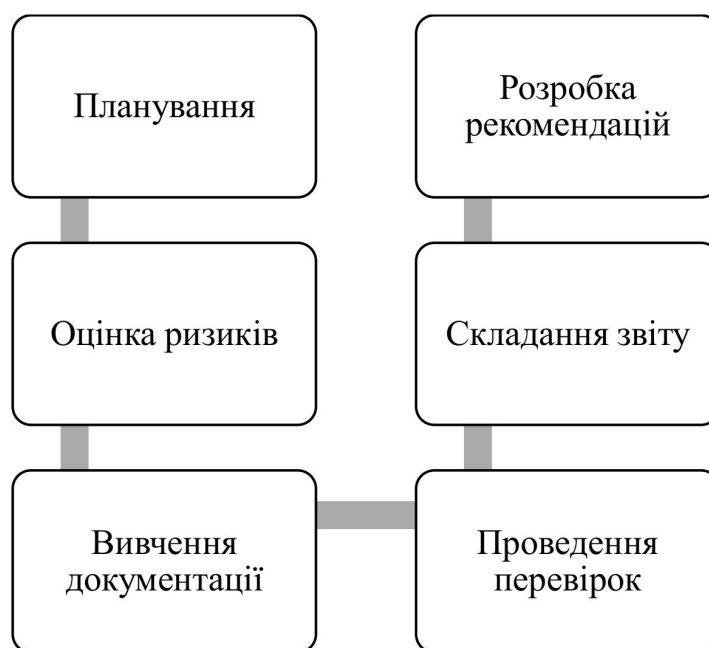 Планування
Оцінка ризиків
Вивчення
документації
Проведення
перевірок
Складання звіту
Розробка
рекомендацій